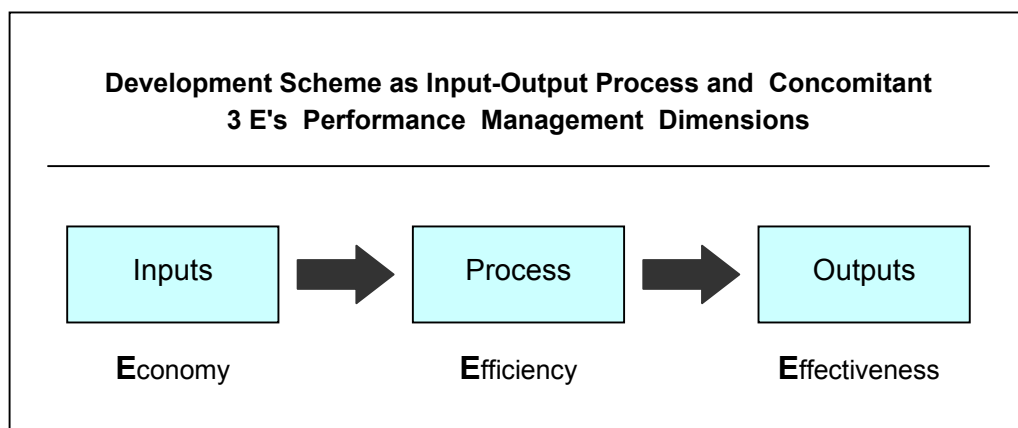 Development Scheme as Input-Output Process and Concomitant
3 E's Performance Management Dimensions
Inputs Process Outputs
Economy Efficiency Effectiveness